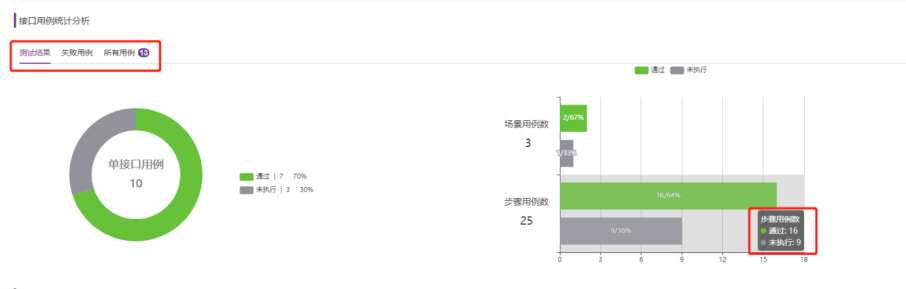 接口用例统计分析
测试结果 失败用例 所有用例 13
通过 未执行
单接口用例
10
通过 | 7 70%
未执行 | 3 30%
场景用例数
3
2/67%
1/33%
步骤用例数
25
16/64%
9/36%
步骤用例数
通过: 16
未执行: 9
0 3 6 9 12 15 18